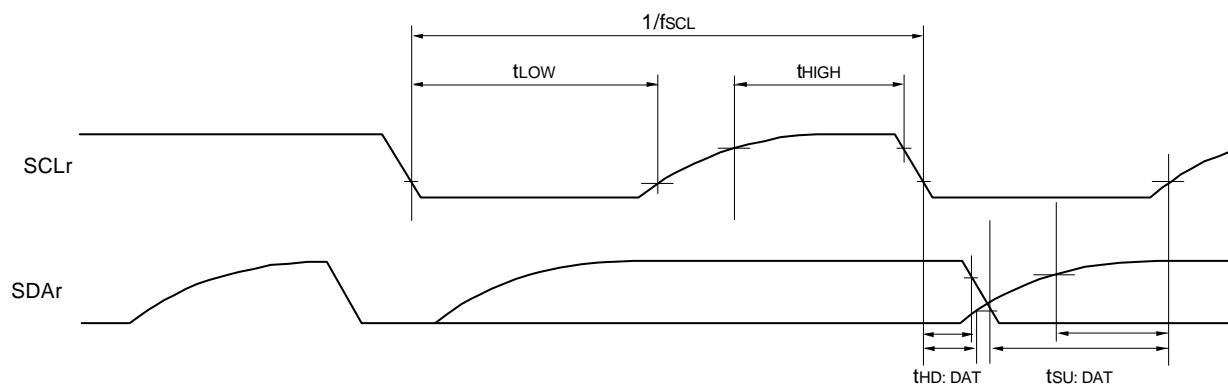 1/fSCL
tLOW
tHIGH
SCLr
SDAr
tHD: DAT
tSU: DAT